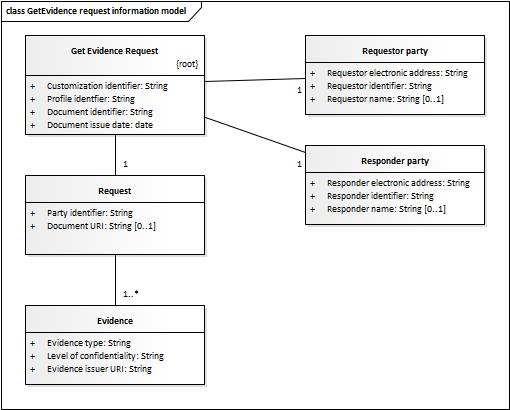 class GetEvidence request information model
Get Evidence Request
{root}
+ Customization identifier: String
+ Profile identfier: String
+ Document identifier: String
+ Document issue date: date
Requestor party
+ Requestor electronic address: String
+ Requestor identifier: String
+ Requestor name: String [0..1]
1
Responder party
+ Responder electronic address: String
+ Responder identifier: String
+ Responder name: String [0..1]
1
1
Request
+ Party identifier: String
+ Document URI: String [0..1]
1..*
Evidence
+ Evidence type: String
+ Level of confidentiality: String
+ Evidence issuer URI: String